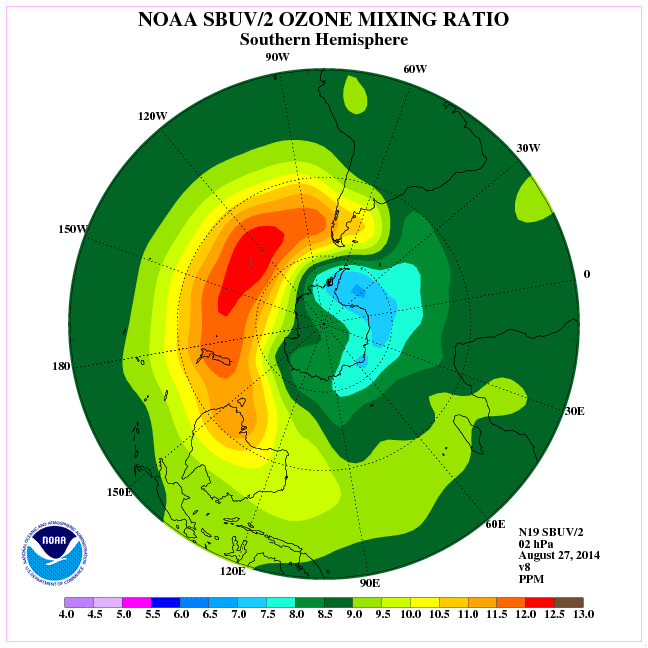 NOAA SBUV/2 OZONE MIXING RATIO
Southern Hemisphere
90W
60W
120W
30W
150W
0
180
30E
150E
60E
120E
90E
NOAA
N19 SBUV/2
02 hPa
August 27, 2014
v8
PPM
4.0 4.5 5.0 5.5 6.0 6.5 7.0 7.5 8.0 8.5 9.0 9.5 10.0 10.5 11.0 11.5 12.0 12.5 13.0